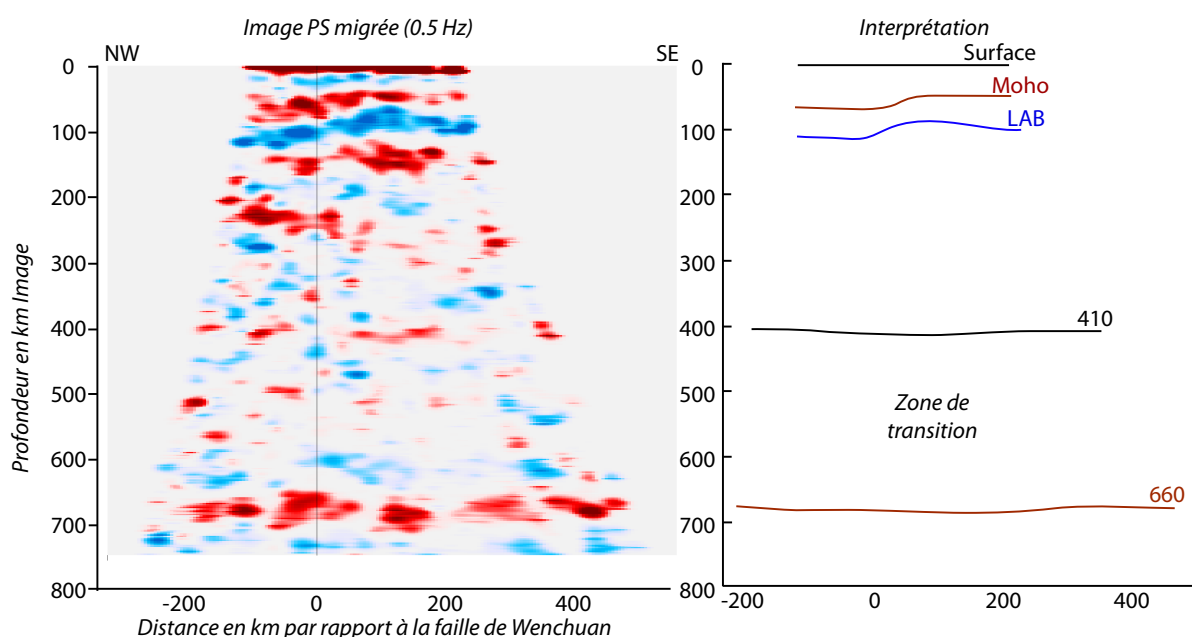 Image PS migrée (0.5 Hz)
NW
SE
0
100
200
300
400
500
600
700
800
Profondeur en km Image
-200
0
200
400
Distance en km par rapport à la faille de Wenchuan
Interprétation
Surface
Moho
LAB
410
Zone de
transition
660
0
100
200
300
400
500
600
700
800
-200
0
200
400